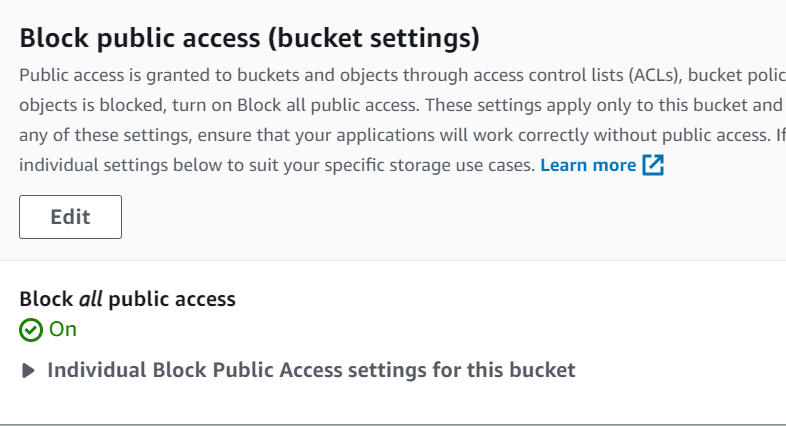 Block public access (bucket settings)
Public access is granted to buckets and objects through access control lists (ACLs), bucket polic
objects is blocked, turn on Block all public access. These settings apply only to this bucket and
any of these settings, ensure that your applications will work correctly without public access. If
individual settings below to suit your specific storage use cases. Learn more
Edit
Block all public access
On
Individual Block Public Access settings for this bucket